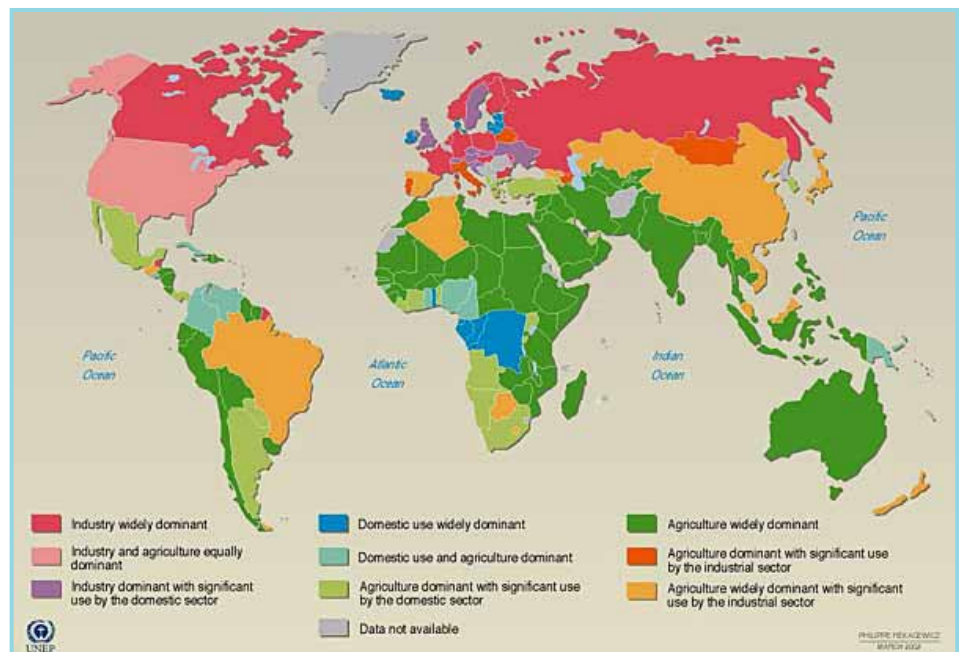 Pacific
Ocean
Pacific
Ocean
Atlantic
Ocean
Indian
Ocean
Industry widely dominant
Industry and agriculture equally
dominant
Industry dominant with significant
use by the domestic sector
Domestic use widely dominant
Domestic use and agriculture dominant
Agriculture dominant with significant use
by the domestic sector
Data not available
Agriculture widely dominant
Agriculture dominant with significant use
by the industrial sector
Agriculture widely dominant with significant
use by the industrial sector
UNEP
PHILIPPE REKACEWICZ
MARCH 2002